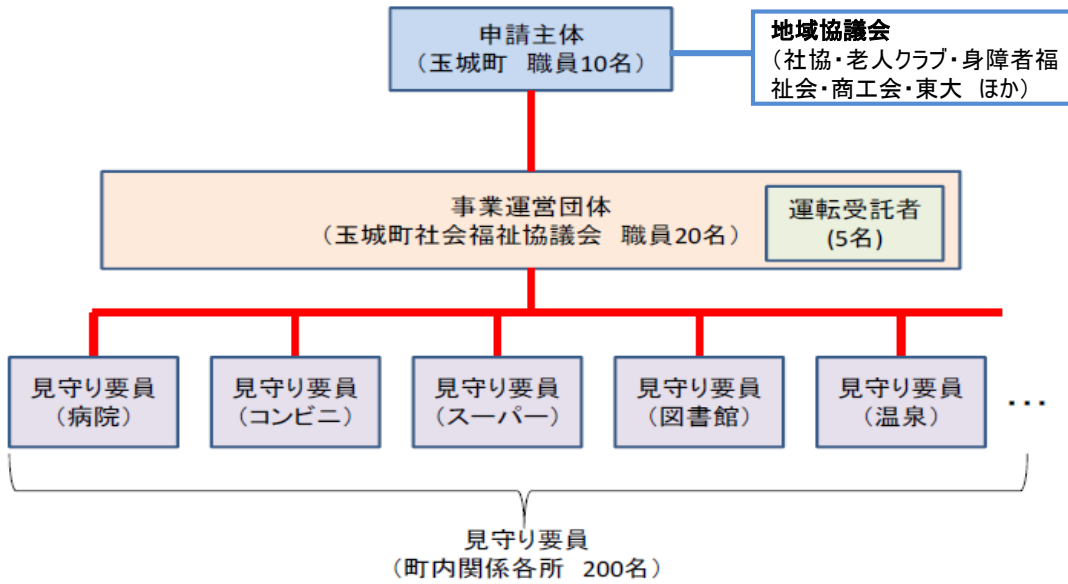 申請主体
（玉城町　職員10名）
地域協議会
（社協・老人クラブ・身障者福
祉会・商工会・東大　ほか）
事業運営団体
（玉城町社会福祉協議会　職員20名）
運転受託者
(5名)
見守り要員
（病院）
見守り要員
（コンビニ）
見守り要員
（スーパー）
見守り要員
（図書館）
見守り要員
（温泉）
・・・
見守り要員
（町内関係各所　200名）